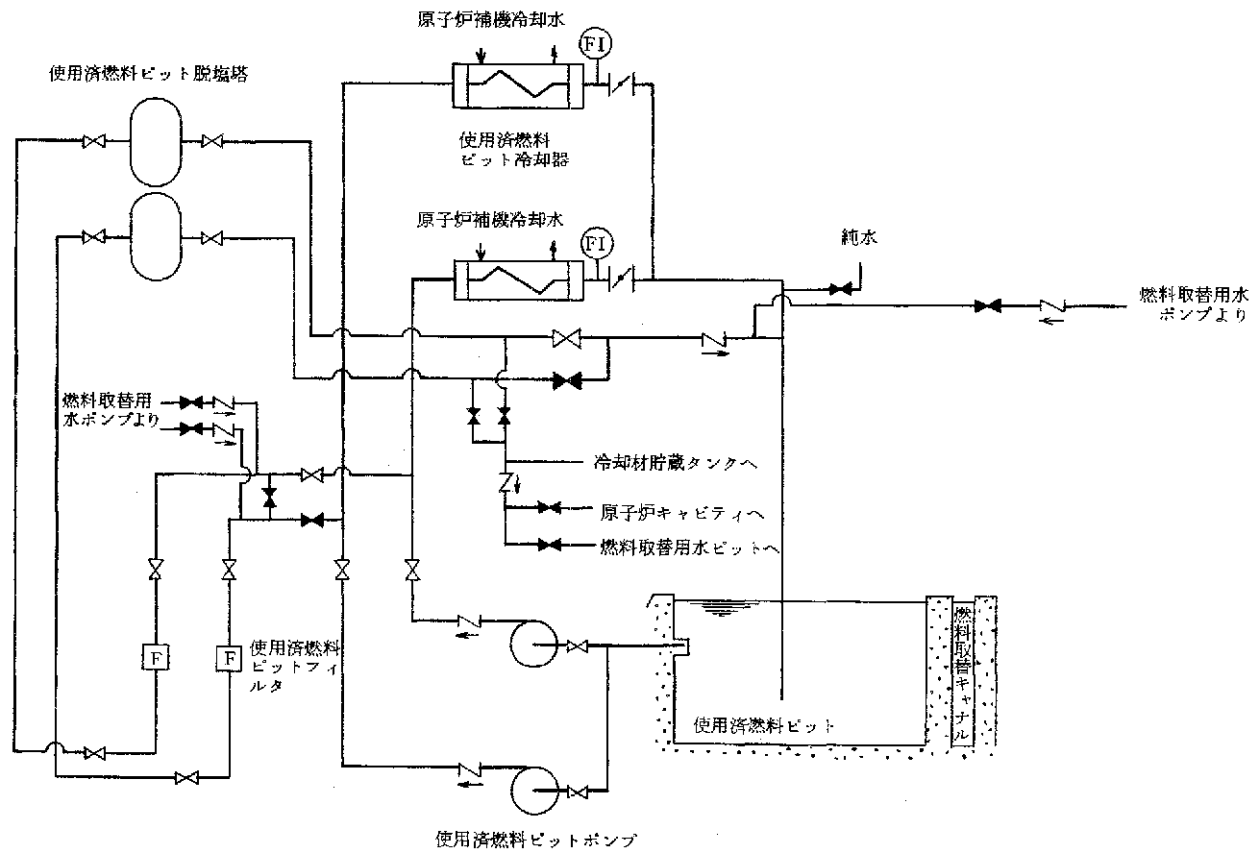 原子炉補機冷却水
FI
使用済燃料ピット脱塩塔
使用済燃料
ピット冷却器
原子炉補機冷却水
FI
純水
燃料取替用水
ポンプより
燃料取替用
水ポンプより
冷却材貯蔵タンクへ
原子炉キャビティへ
燃料取替用水ピットへ
F
F
使用済燃料
ピットフィ
ルタ
使用済燃料ピット
燃料取替キャナル
使用済燃料ピットポンプ